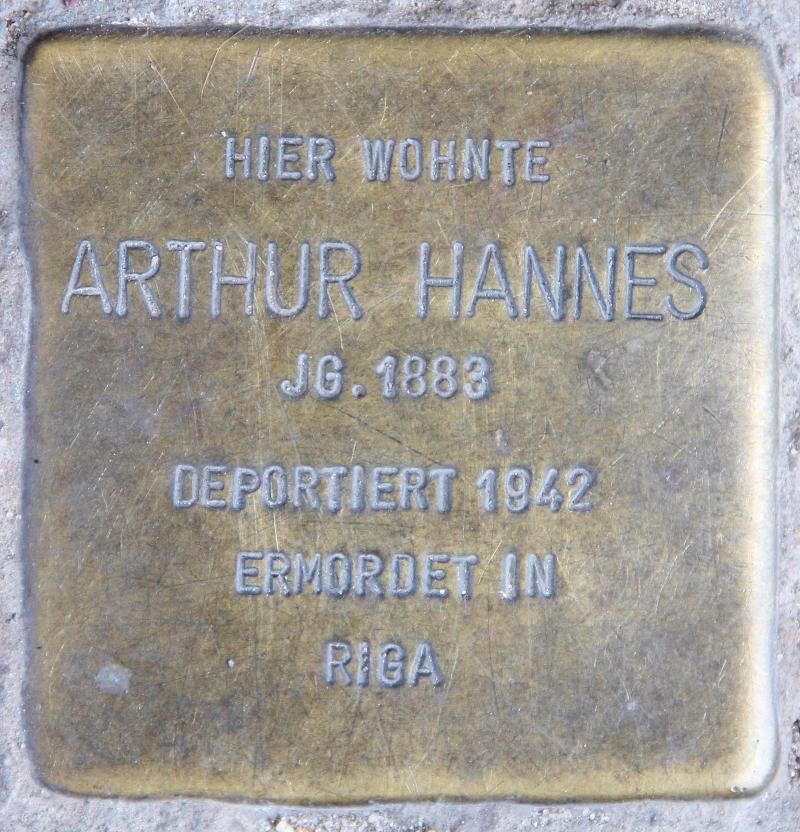 HIER WOHNTE
ARTHUR HANNES
JG. 1883
DEPORTIERT 1942
ERMORDET IN
RIGA